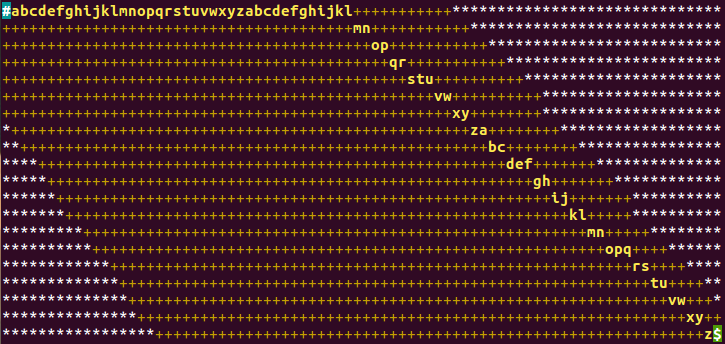 #abcdefghijklmnopqrstuvwxyzabcdefghijkl+++++++++++******************************
+++++++++++++++++++++++++++++++++++++++mn+++++++++++****************************
+++++++++++++++++++++++++++++++++++++++++op+++++++++++**************************
+++++++++++++++++++++++++++++++++++++++++++qr+++++++++++************************
+++++++++++++++++++++++++++++++++++++++++++++stu++++++++++**********************
++++++++++++++++++++++++++++++++++++++++++++++++vw++++++++++********************
++++++++++++++++++++++++++++++++++++++++++++++++++xy++++++++********************
*+++++++++++++++++++++++++++++++++++++++++++++++++++za++++++++******************
**++++++++++++++++++++++++++++++++++++++++++++++++++++bc++++++++****************
****++++++++++++++++++++++++++++++++++++++++++++++++++++def+++++++**************
*****++++++++++++++++++++++++++++++++++++++++++++++++++++++gh+++++++************
******+++++++++++++++++++++++++++++++++++++++++++++++++++++++ij+++++++**********
*******++++++++++++++++++++++++++++++++++++++++++++++++++++++++kl+++++**********
*********++++++++++++++++++++++++++++++++++++++++++++++++++++++++mn+++++********
**********+++++++++++++++++++++++++++++++++++++++++++++++++++++++++opq++++******
************++++++++++++++++++++++++++++++++++++++++++++++++++++++++++rs++++****
*************+++++++++++++++++++++++++++++++++++++++++++++++++++++++++++tu++++**
**************++++++++++++++++++++++++++++++++++++++++++++++++++++++++++++vw+++*
***************+++++++++++++++++++++++++++++++++++++++++++++++++++++++++++++xy++
*****************+++++++++++++++++++++++++++++++++++++++++++++++++++++++++++++z$